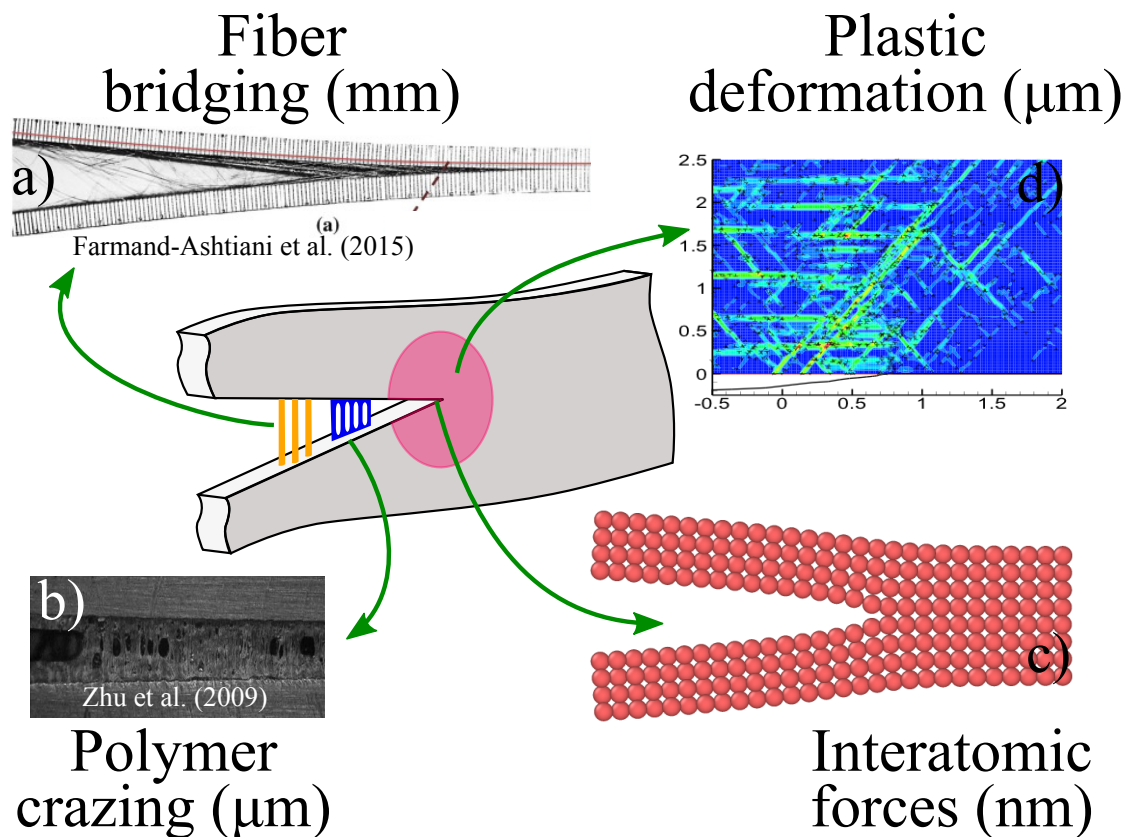 Fiber
bridging (mm)
a)
(a)
Farmand-Ashtiani et al. (2015)
Plastic
deformation (μm)
d)
2.5
2
1.5
1
0.5
0
-0.5 0 0.5 1 1.5 2
b)
Zhu et al. (2009)
Polymer
crazing (μm)
c)
Interatomic
forces (nm)